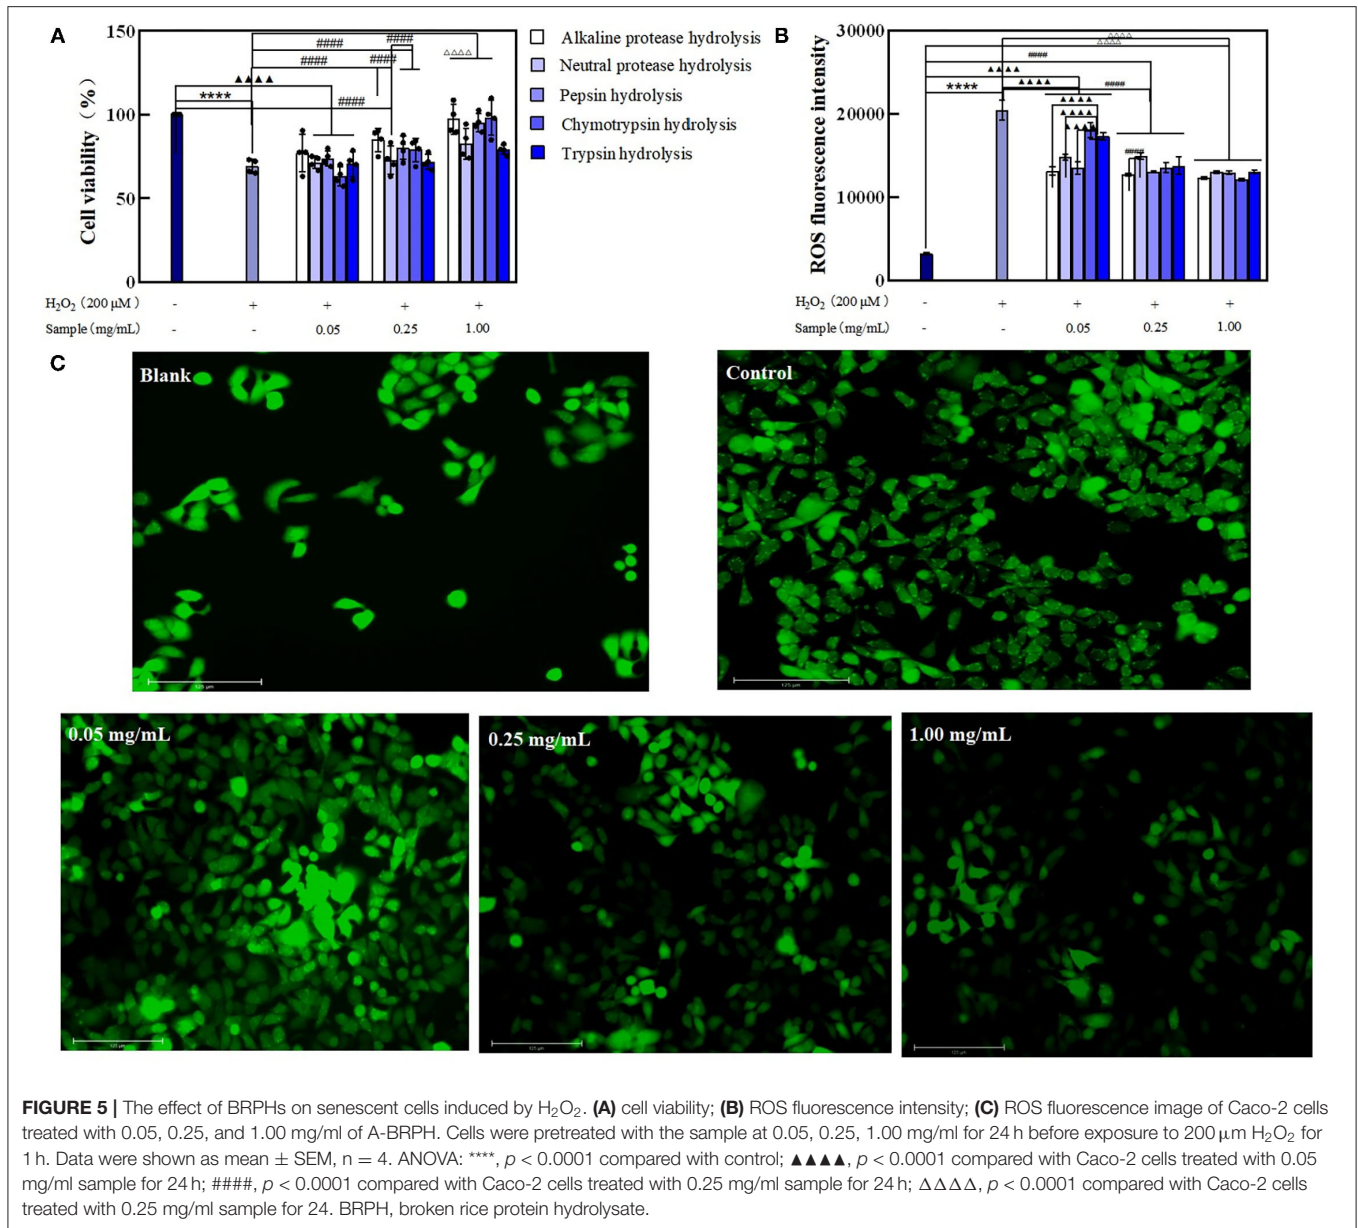 A
150
100
50
0
Cell viability (%)
####
####
△△△△
####
####
▲▲▲▲
****
####
H₂O₂ (200 μM)
-
+
+
+
+
Sample (mg/mL)
-
-
0.05
0.25
1.00
Alkaline protease hydrolysis
Neutral protease hydrolysis
Pepsin hydrolysis
Chymotrypsin hydrolysis
Trypsin hydrolysis
B
30000
20000
10000
0
ROS fluorescence intensity
△△△△
△△△△
####
▲▲▲▲
▲▲▲▲
####
****
▲▲▲▲
▲▲▲▲
▲▲▲▲
####
H₂O₂ (200 μM)
-
+
+
+
+
Sample (mg/mL)
-
-
0.05
0.25
1.00
C
Blank
125 μm
Control
125 μm
0.05 mg/mL
125 μm
0.25 mg/mL
125 μm
1.00 mg/mL
125 μm
FIGURE 5 | The effect of BRPHs on senescent cells induced by H₂O₂. (A) cell viability; (B) ROS fluorescence intensity; (C) ROS fluorescence image of Caco-2 cells
treated with 0.05, 0.25, and 1.00 mg/ml of A-BRPH. Cells were pretreated with the sample at 0.05, 0.25, 1.00 mg/ml for 24 h before exposure to 200 μm H₂O₂ for
1 h. Data were shown as mean ± SEM, n = 4. ANOVA: ****, p < 0.0001 compared with control; ▲▲▲▲, p < 0.0001 compared with Caco-2 cells treated with 0.05
mg/ml sample for 24 h; ####, p < 0.0001 compared with Caco-2 cells treated with 0.25 mg/ml sample for 24 h; ΔΔΔΔ, p < 0.0001 compared with Caco-2 cells
treated with 0.25 mg/ml sample for 24. BRPH, broken rice protein hydrolysate.